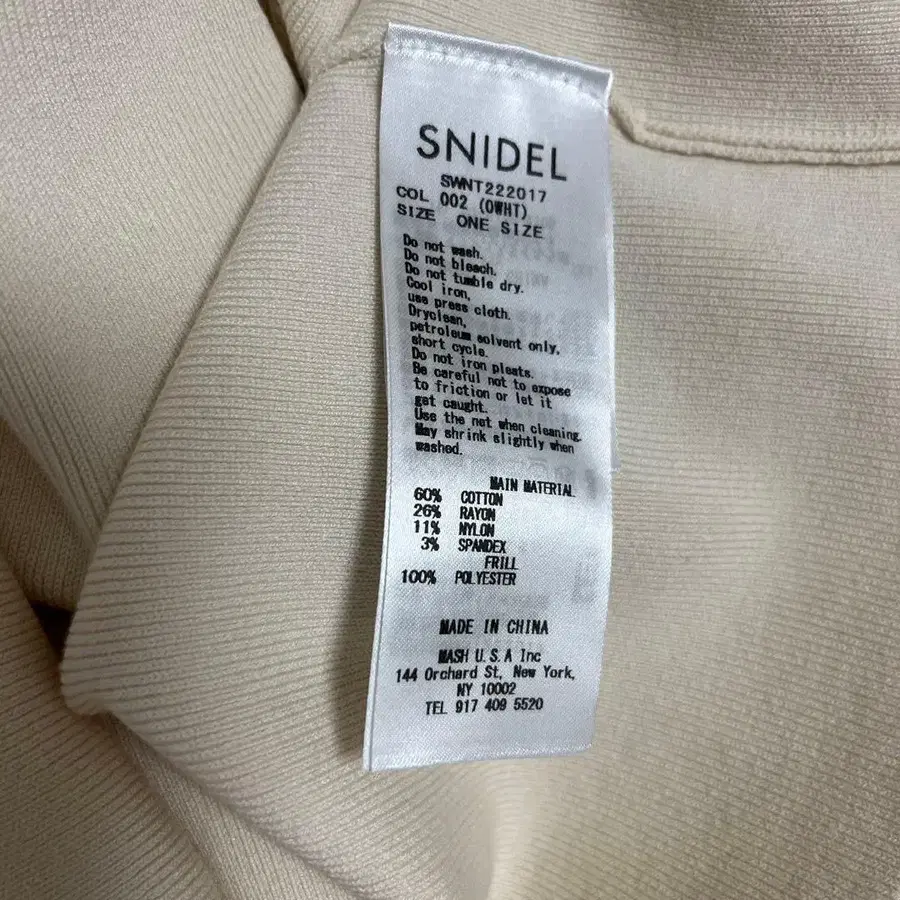 SNIDEL
SWNT222017
COL 002 (OWHT)
SIZE ONE SIZE
Do not wash.
Do not bleach.
Do not tumble dry.
Cool iron,
use press cloth.
Dryclean,
petroleum solvent only,
short cycle.
Do not iron pleats.
Be careful not to expose
to friction or let it
get caught.
Use the net when cleaning.
May shrink slightly when
washed.
MAIN MATERIAL
60% COTTON
26% RAYON
11% NYLON
3% SPANDEX
FRILL
100% POLYESTER
MADE IN CHINA
MASH U.S.A Inc
144 Orchard St, New York,
NY 10002
TEL 917 409 5520